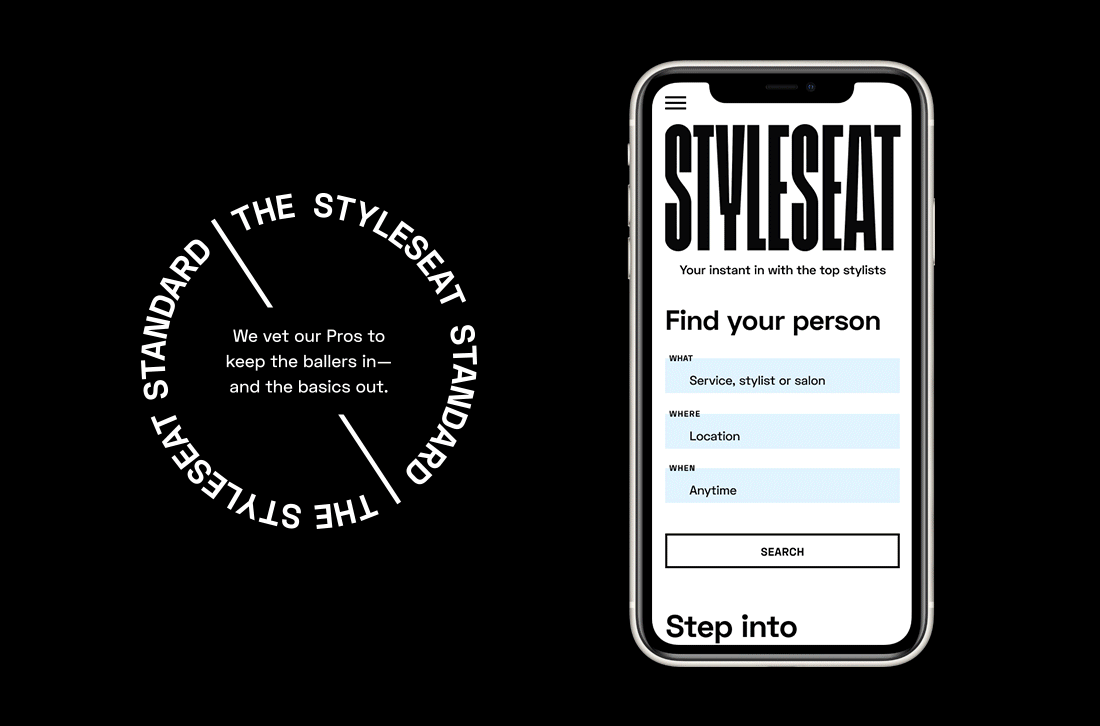 THE STYLESEAT STANDARD
THE STYLESEAT STANDARD
We vet our Pros to
keep the ballers in—
and the basics out.
STYLESEAT
Your instant in with the top stylists
Find your person
WHAT
Service, stylist or salon
WHERE
Location
WHEN
Anytime
SEARCH
Step into